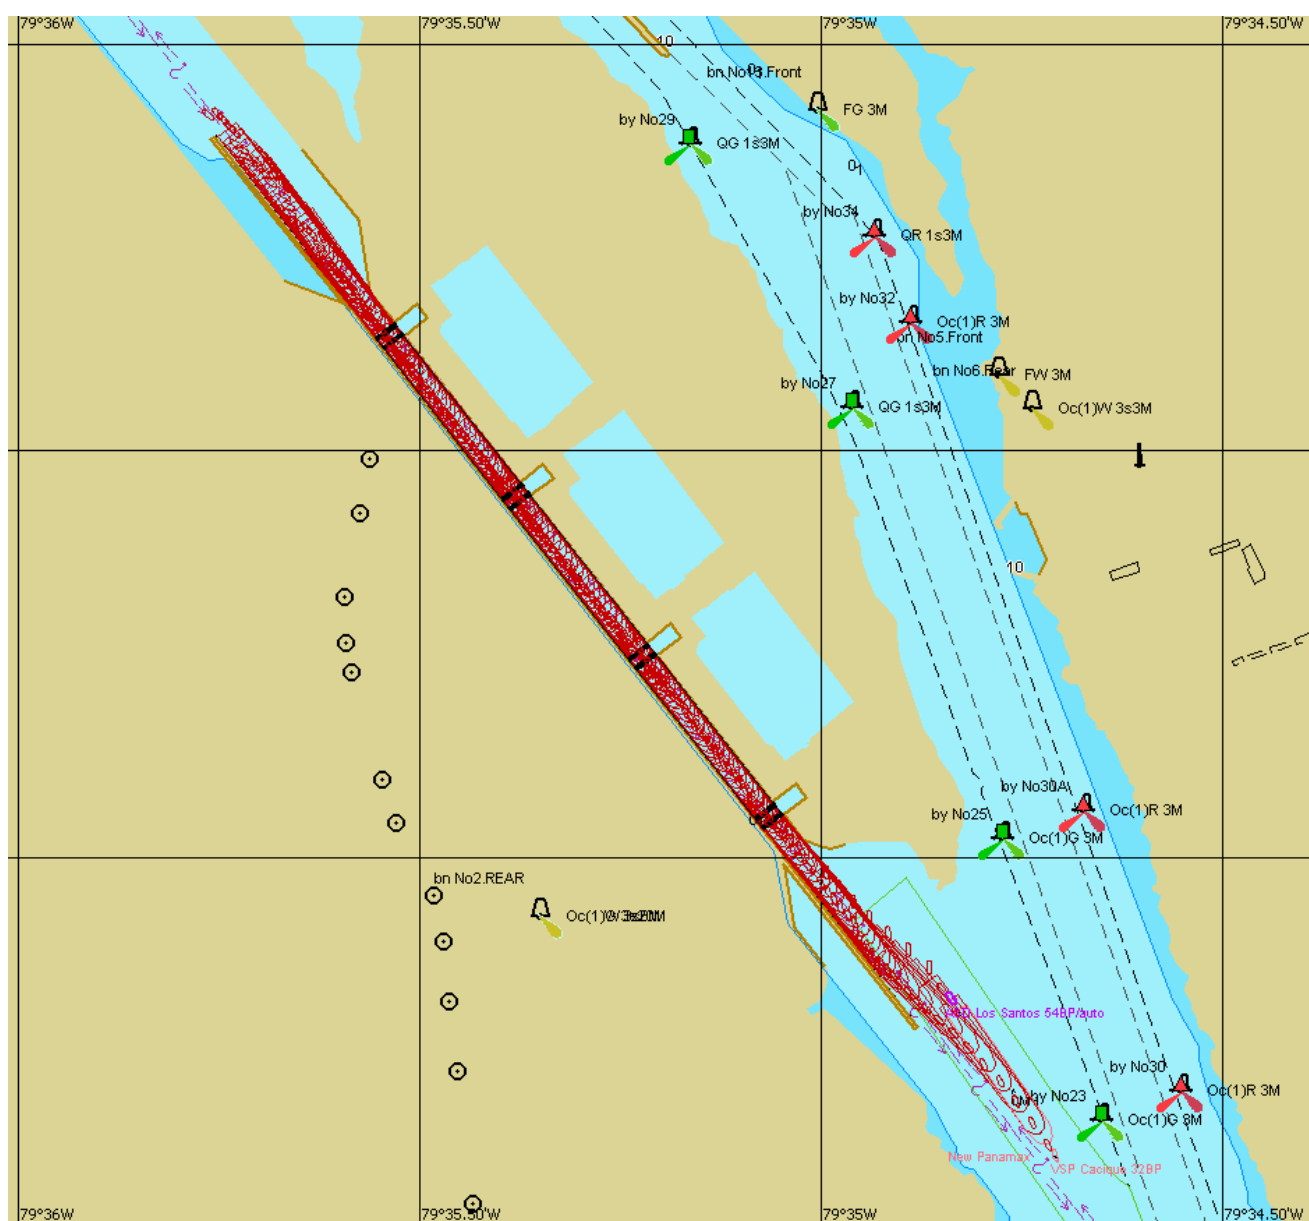 79°36'W 79°35.50'W 79°35'W 79°34.50'W
10
bn No13.Front
FG 3M
by No29
QG 1s3M
by No34
QR 1s3M
by No32
Oc(1)R 3M
bn No5.Front
bn No6.Rear
FW 3M
by No27
QG 1s3M
Oc(1)W 3s3M
10
by No30A
Oc(1)R 3M
by No25
Oc(1)G 3M
bn No2.REAR
Los Santos 54BP/auto
by No30
Oc(1)R 3M
by No23
Oc(1)G 3M
New Panamax
VSP Cacique 32BP
79°36'W 79°35.50'W 79°35'W 79°34.50'W